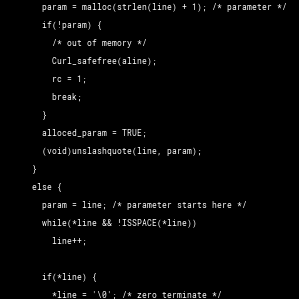 param = malloc(strlen(line) + 1); /* parameter */
if(!param) {
/* out of memory */
Curl_safefree(aline);
rc = 1;
break;
}
alloced_param = TRUE;
(void)unslashquote(line, param);
}
else {
param = line; /* parameter starts here */
while(*line && !ISSPACE(*line))
line++;
if(*line) {
*line = '\0'; /* zero terminate */